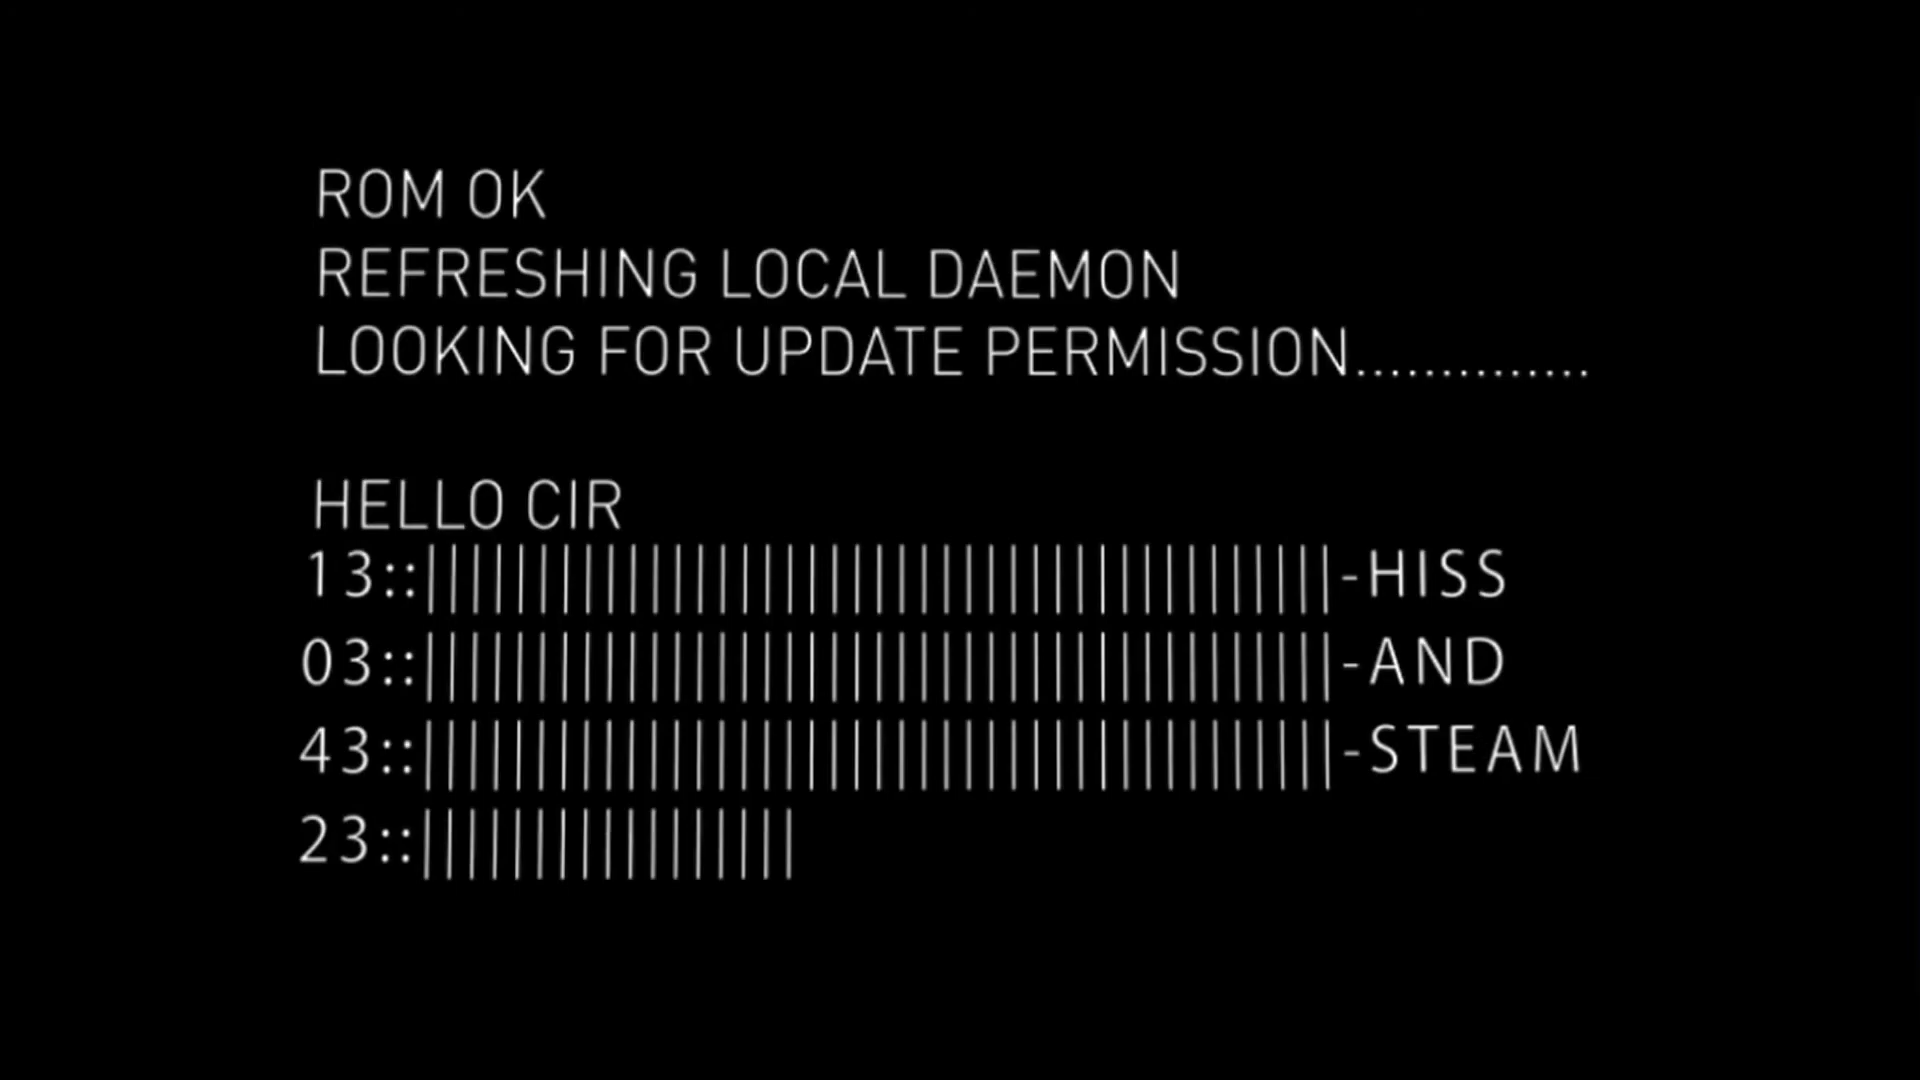 ROM OK
REFRESHING LOCAL DAEMON
LOOKING FOR UPDATE PERMISSION..............
HELLO CIR
13::|||||||||||||||||||||||||||||||||||||||||-HISS
03::|||||||||||||||||||||||||||||||||||||||||-AND
43::|||||||||||||||||||||||||||||||||||||||||-STEAM
23::|||||||||||||||||